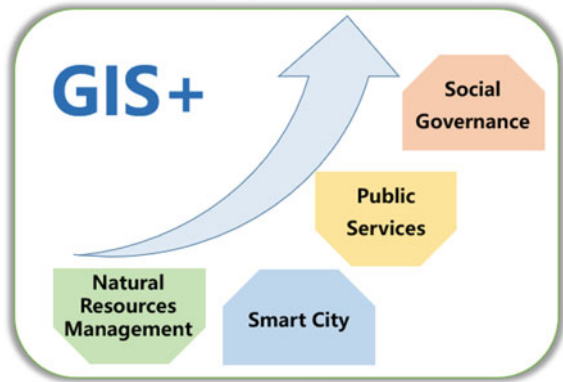 GIS+
Social
Governance
Public
Services
Natural
Resources
Management
Smart City